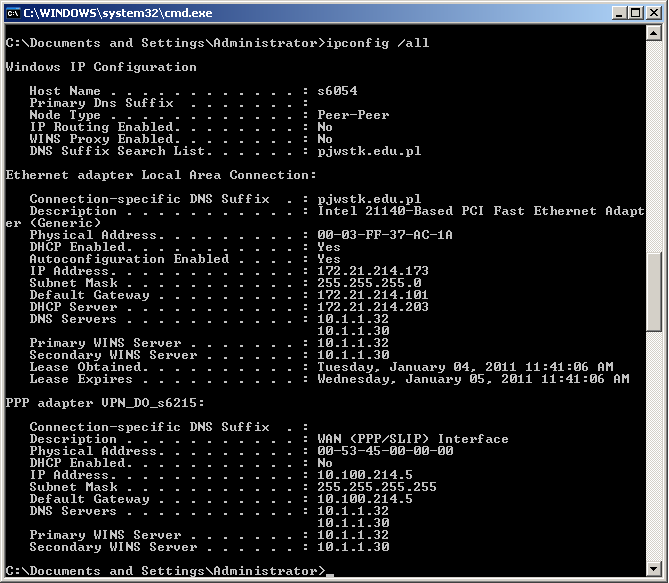 C:\WINDOWS\system32\cmd.exe
C:\Documents and Settings\Administrator>ipconfig /all
Windows IP Configuration
Host Name . . . . . . . . . . . . : s6054
Primary Dns Suffix . . . . . . . :
Node Type . . . . . . . . . . . . : Peer-Peer
IP Routing Enabled. . . . . . . . : No
WINS Proxy Enabled. . . . . . . . : No
DNS Suffix Search List. . . . . . : pjwstk.edu.pl
Ethernet adapter Local Area Connection:
Connection-specific DNS Suffix . : pjwstk.edu.pl
Description . . . . . . . . . . . : Intel 21140-Based PCI Fast Ethernet Adapt
er (Generic)
Physical Address. . . . . . . . . : 00-03-FF-37-AC-1A
DHCP Enabled. . . . . . . . . . . : Yes
Autoconfiguration Enabled . . . . : Yes
IP Address. . . . . . . . . . . . : 172.21.214.173
Subnet Mask . . . . . . . . . . . : 255.255.255.0
Default Gateway . . . . . . . . . : 172.21.214.101
DHCP Server . . . . . . . . . . . : 172.21.214.203
DNS Servers . . . . . . . . . . . : 10.1.1.32
10.1.1.30
Primary WINS Server . . . . . . . : 10.1.1.32
Secondary WINS Server . . . . . . : 10.1.1.30
Lease Obtained. . . . . . . . . . : Tuesday, January 04, 2011 11:41:06 AM
Lease Expires . . . . . . . . . . : Wednesday, January 05, 2011 11:41:06 AM
PPP adapter VPN_DO_s6215:
Connection-specific DNS Suffix . :
Description . . . . . . . . . . . : WAN (PPP/SLIP) Interface
Physical Address. . . . . . . . . : 00-53-45-00-00-00
DHCP Enabled. . . . . . . . . . . : No
IP Address. . . . . . . . . . . . : 10.100.214.5
Subnet Mask . . . . . . . . . . . : 255.255.255.255
Default Gateway . . . . . . . . . : 10.100.214.5
DNS Servers . . . . . . . . . . . : 10.1.1.32
10.1.1.30
Primary WINS Server . . . . . . . : 10.1.1.32
Secondary WINS Server . . . . . . : 10.1.1.30
C:\Documents and Settings\Administrator>_